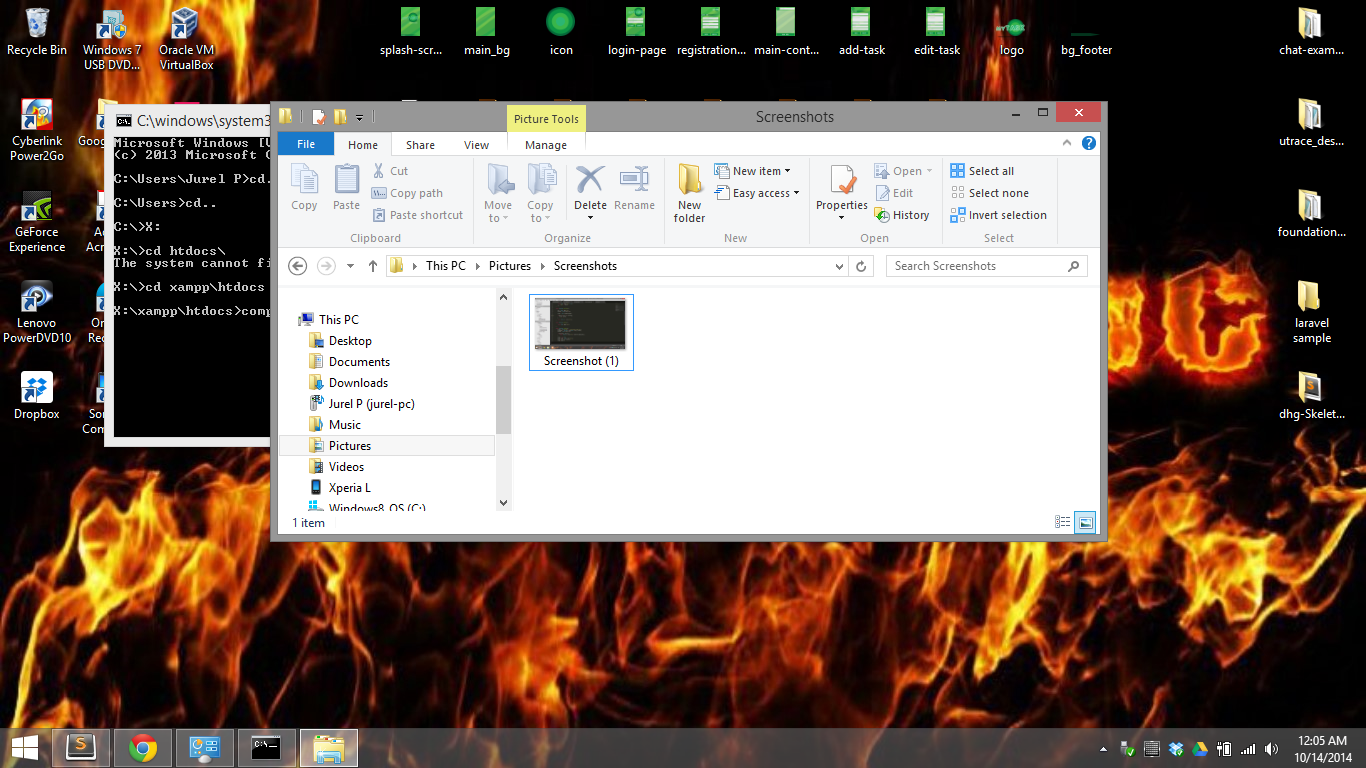 Recycle Bin
Windows 7
USB DVD...
Oracle VM
VirtualBox
splash-scr...
main_bg
icon
login-page
registration...
main-cont...
add-task
edit-task
logo
bg_footer
chat-exam...
Cyberlink
Power2Go
Goog
utrace_des...
GeForce
Experience
foundation...
Lenovo
PowerDVD10
laravel
sample
Dropbox
dhg-Skelet...
C:\windows\system3
Microsoft Windows [V
(c) 2013 Microsoft C
C:\Users\Jurel P>cd.
C:\Users>cd..
C:\>X:
X:\>cd htdocs\
The system cannot fi
X:\>cd xampp\htdocs
X:\xampp\htdocs>comp
Picture Tools
Screenshots
File
Home
Share
View
Manage
Copy
Paste
Cut
Copy path
Paste shortcut
Clipboard
Move
to
Copy
to
Delete
Rename
Organize
New
folder
New item
Easy access
New
Properties
Open
Edit
History
Open
Select all
Select none
Invert selection
Select
This PC
Pictures
Screenshots
Search Screenshots
This PC
Desktop
Documents
Downloads
Jurel P (jurel-pc)
Music
Pictures
Videos
Xperia L
Windows8_OS (C:)
Screenshot (1)
1 item
12:05 AM
10/14/2014